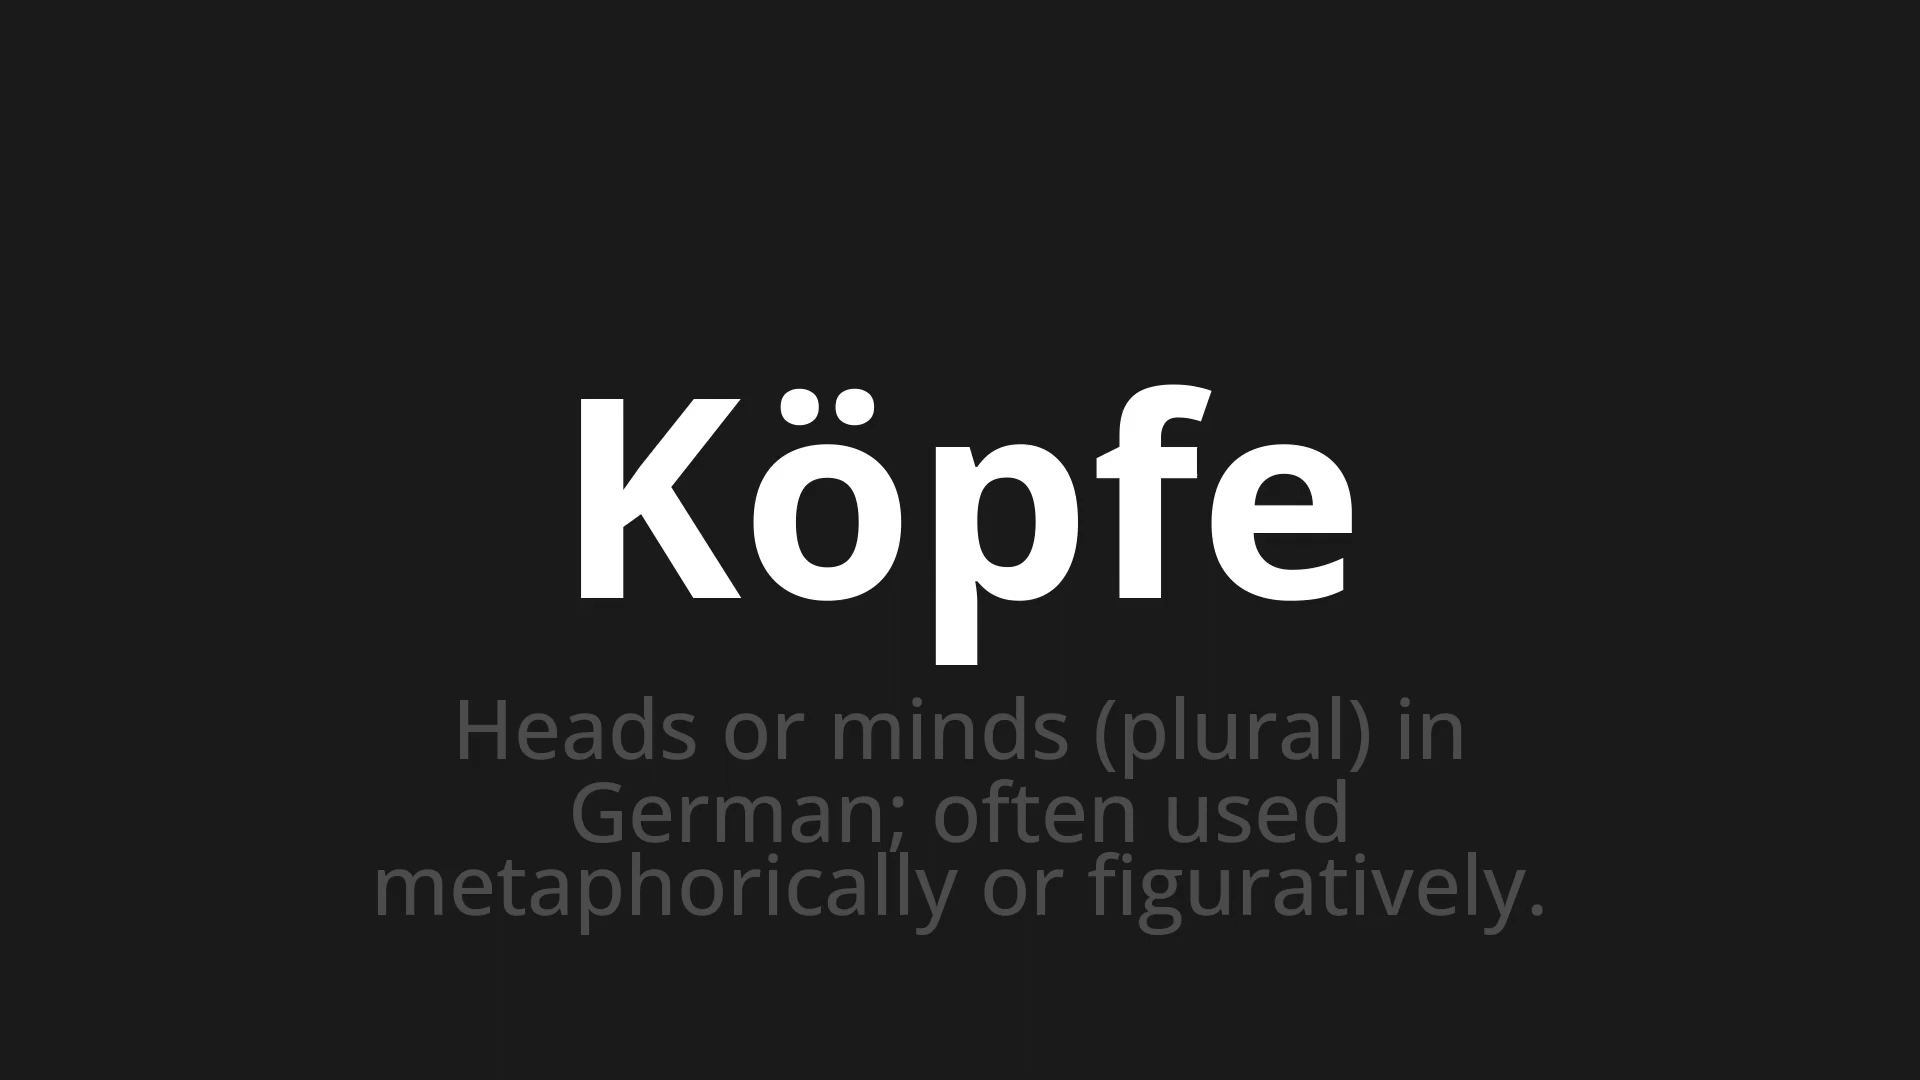 Köpfe
Heads or minds (plural) in
German; often used
metaphorically or figuratively.